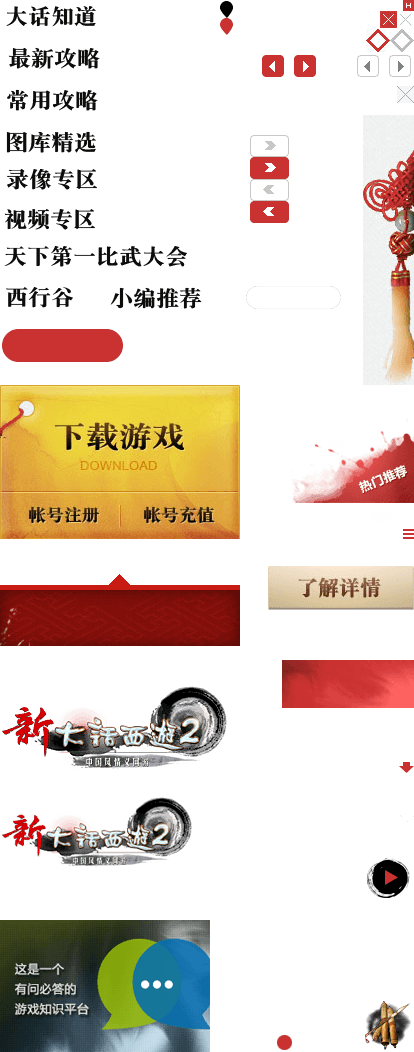 大话知道
最新攻略
常用攻略
图库精选
录像专区
视频专区
天下第一比武大会
西行谷
小编推荐
下载游戏
DOWNLOAD
帐号注册
帐号充值
热门推荐
了解详情
新大话西游2
中国风情义网游
新大话西游2
中国风情义网游
这是一个
有问必答的
游戏知识平台